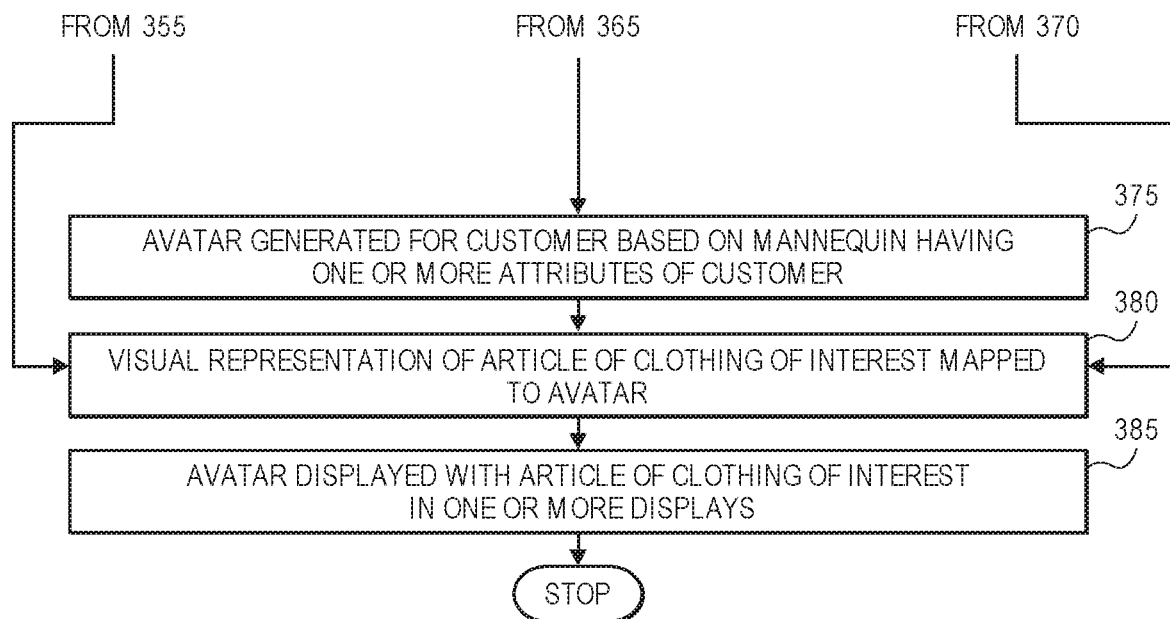 FROM 355
FROM 365
FROM 370
375
AVATAR GENERATED FOR CUSTOMER BASED ON MANNEQUIN HAVING
ONE OR MORE ATTRIBUTES OF CUSTOMER
380
VISUAL REPRESENTATION OF ARTICLE OF CLOTHING OF INTEREST MAPPED
TO AVATAR
385
AVATAR DISPLAYED WITH ARTICLE OF CLOTHING OF INTEREST
IN ONE OR MORE DISPLAYS
STOP